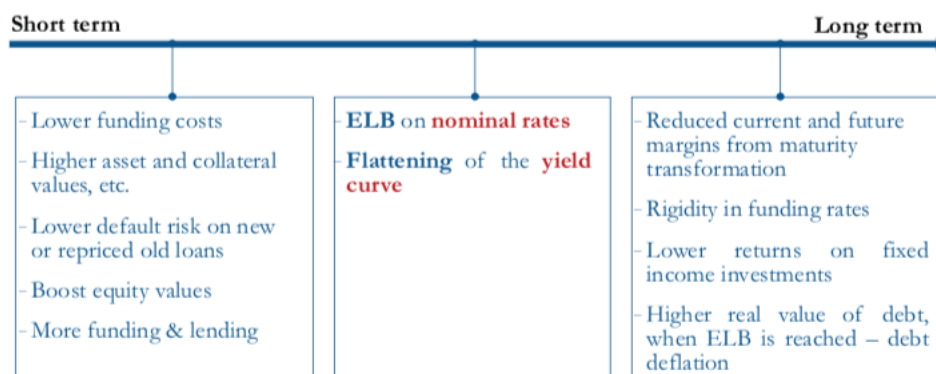 Short term
Long term
- Lower funding costs
- Higher asset and collateral
values, etc.
- Lower default risk on new
or repriced old loans
- Boost equity values
- More funding & lending
- ELB on nominal rates
- Flattening of the yield
curve
- Reduced current and future
margins from maturity
transformation
- Rigidity in funding rates
- Lower returns on fixed
income investments
- Higher real value of debt,
when ELB is reached – debt
deflation